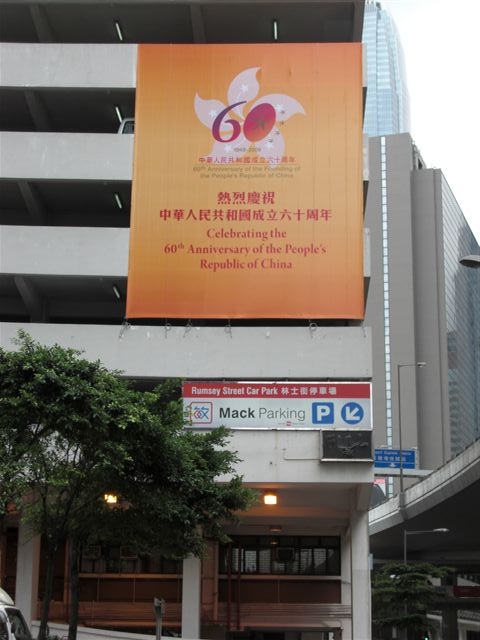 60
1949-2009
中華人民共和國成立六十周年
60th Anniversary of the Founding of
the People's Republic of China
熱烈慶祝
中華人民共和國成立六十周年
Celebrating the
60th Anniversary of the People's
Republic of China
Rumsey Street Car Park 林士街停車場
Mack Parking P